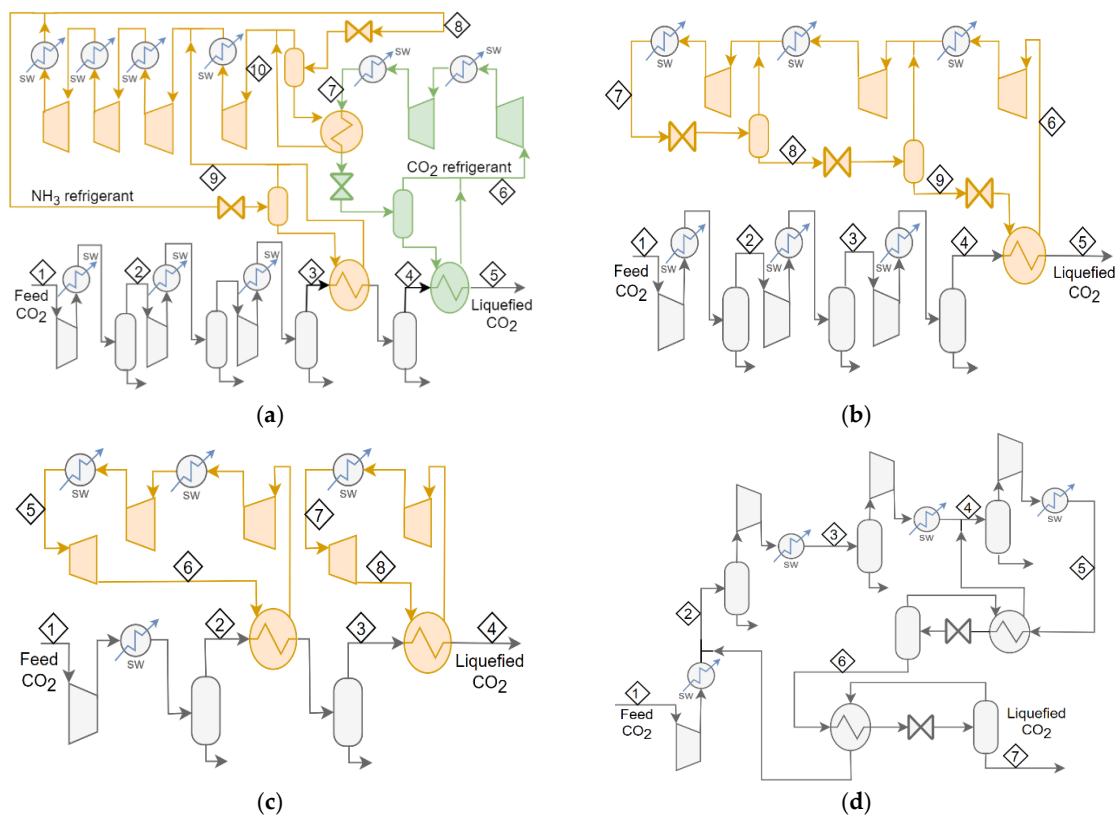 8
SW
SW
SW
SW
10
7
SW
SW
9
CO2 refrigerant
6
NH3 refrigerant
1
SW
2
SW
SW
3
4
5
Feed
CO2
Liquefied
CO2
(a)
SW
SW
SW
7
6
8
9
1
SW
2
SW
3
SW
4
5
Feed
CO2
Liquefied
CO2
(b)
SW
SW
SW
5
7
6
8
1
2
3
4
Feed
CO2
SW
Liquefied
CO2
(c)
4
SW
3
SW
SW
5
2
6
SW
1
Feed
CO2
Liquefied
CO2
7
(d)